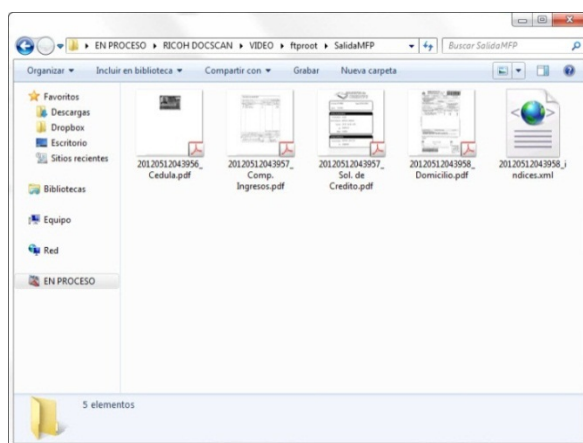 EN PROCESO ▸ RICOH DOCSCAN ▸ VIDEO ▸ ftproot ▸ SalidaMFP
Buscar SalidaMFP
Organizar Incluir en biblioteca Compartir con Grabar Nueva carpeta
Favoritos
Descargas
Dropbox
Escritorio
Sitios recientes
Bibliotecas
Equipo
Red
EN PROCESO
20120512043956_
Cedula.pdf
20120512043957_
Comp.
Ingresos.pdf
20120512043957_
Sol. de
Credito.pdf
20120512043958_
Domicilio.pdf
20120512043958_i
ndices.xml
5 elementos